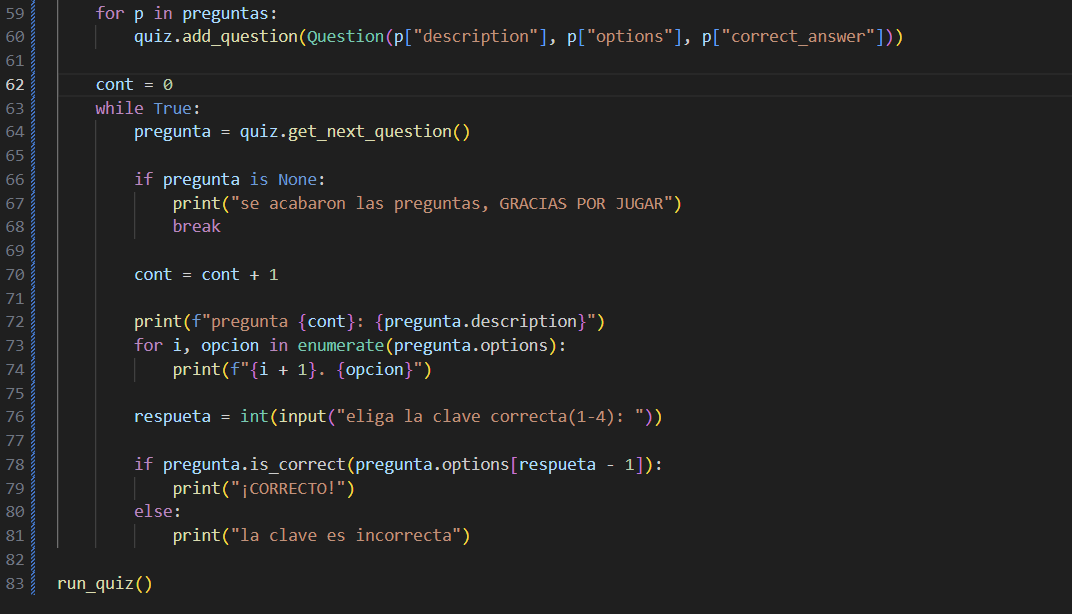 59 for p in preguntas:
60 quiz.add_question(Question(p["description"], p["options"], p["correct_answer"]))
61
62 cont = 0
63 while True:
64 pregunta = quiz.get_next_question()
65
66 if pregunta is None:
67 print("se acabaron las preguntas, GRACIAS POR JUGAR")
68 break
69
70 cont = cont + 1
71
72 print(f"pregunta {cont}: {pregunta.description}")
73 for i, opcion in enumerate(pregunta.options):
74 print(f"{i + 1}. {opcion}")
75
76 respueta = int(input("eliga la clave correcta(1-4): "))
77
78 if pregunta.is_correct(pregunta.options[respueta - 1]):
79 print("¡CORRECTO!")
80 else:
81 print("la clave es incorrecta")
82
83 run_quiz()